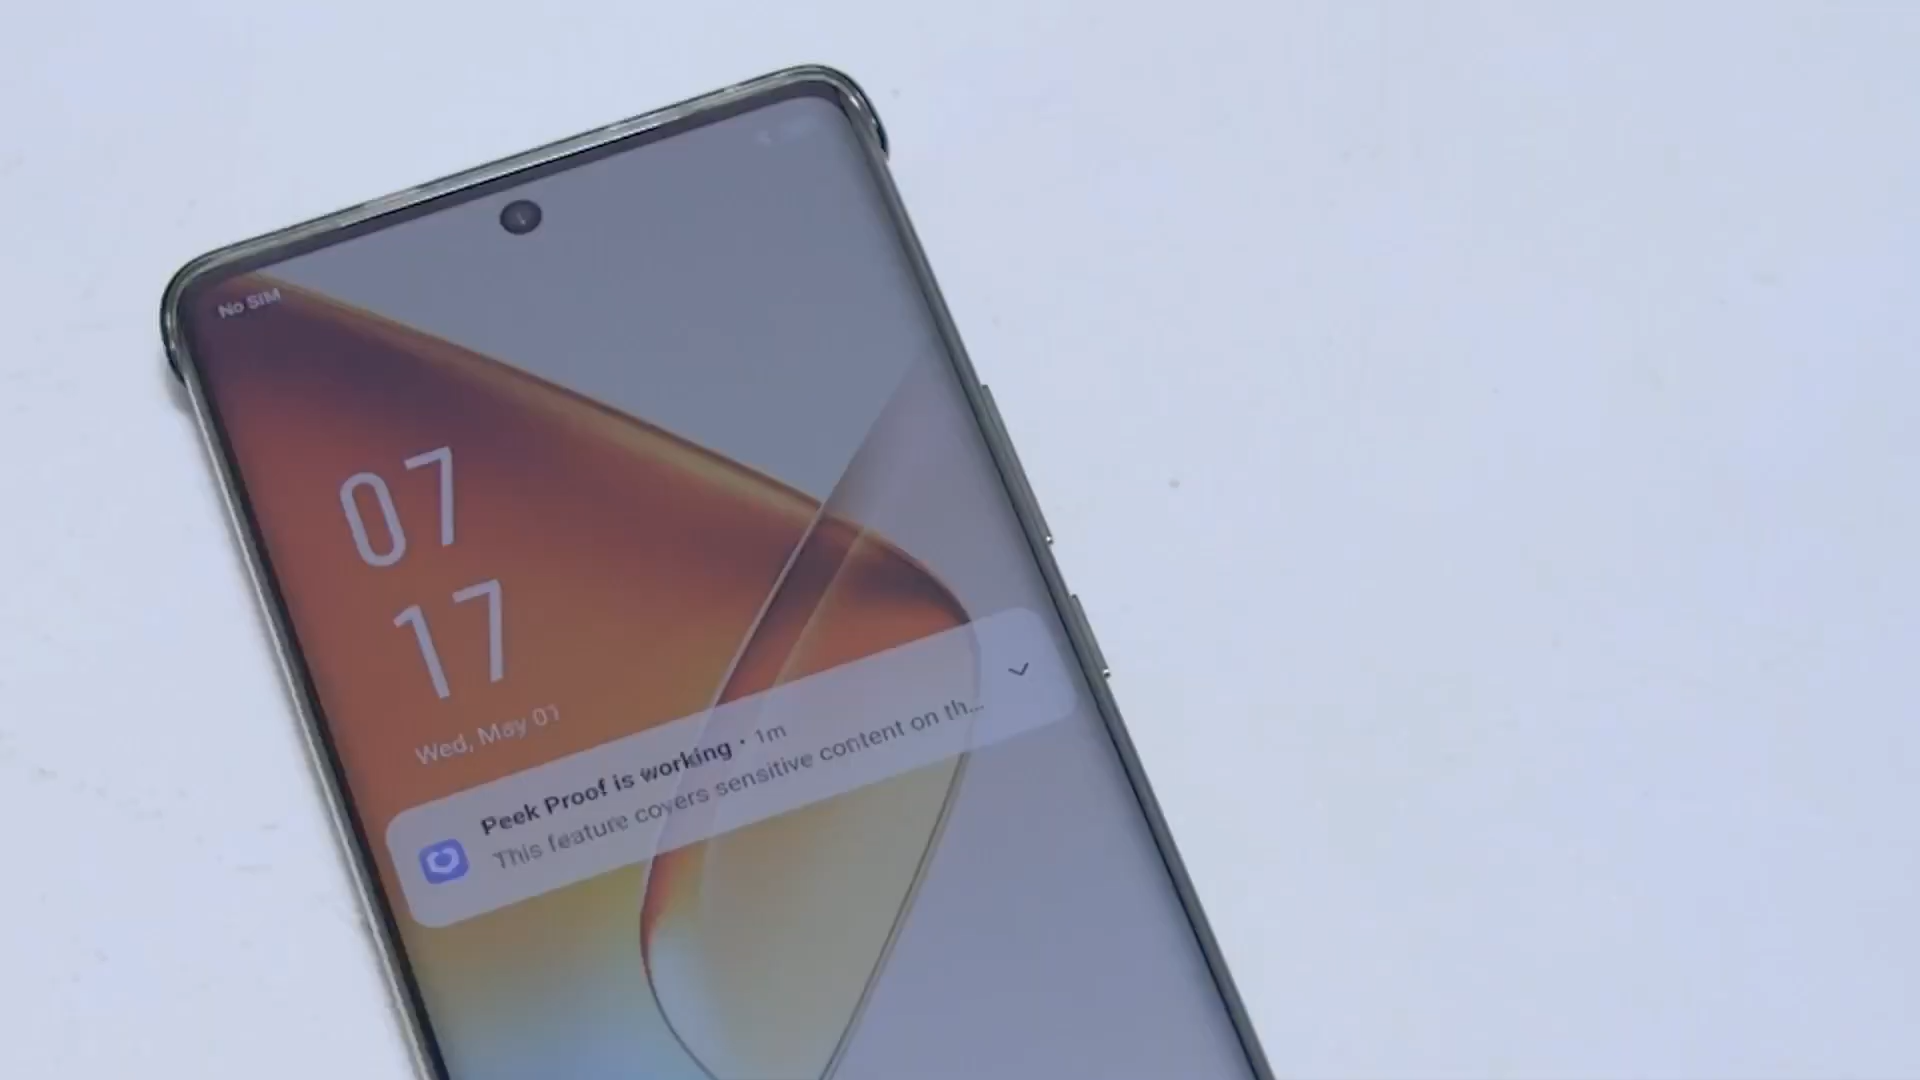 No SIM
07
17
Wed, May 01
Peek Proof is working • 1m
This feature covers sensitive content on th...